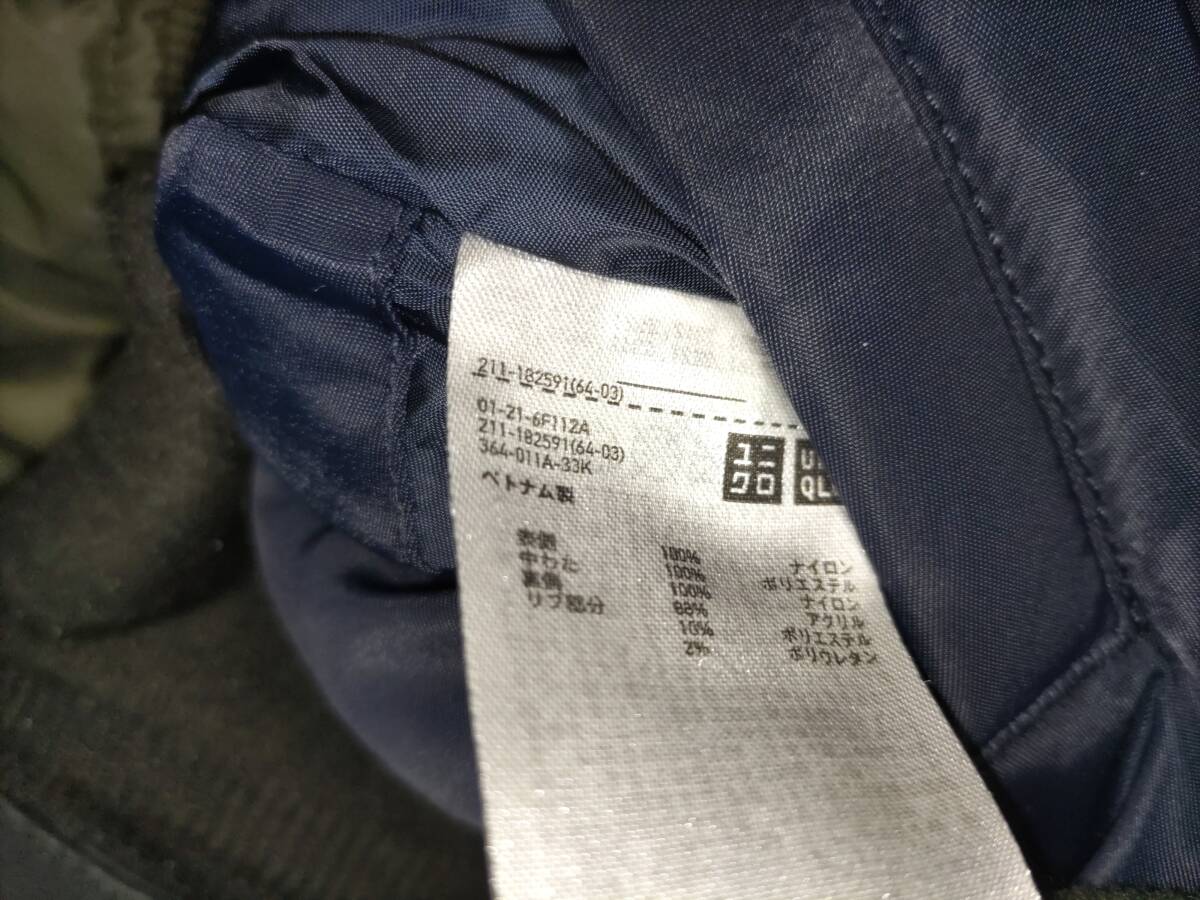 211-182591(64-03)
01-21-6F112A
211-182591(64-03)
364-011A-33K
ベトナム製
ユニ
クロ
U
QL
表側 100% ナイロン
中わた 100% ポリエステル
裏側 100% ナイロン
リブ部分 88% アクリル
10% ポリエステル
2% ポリウレタン